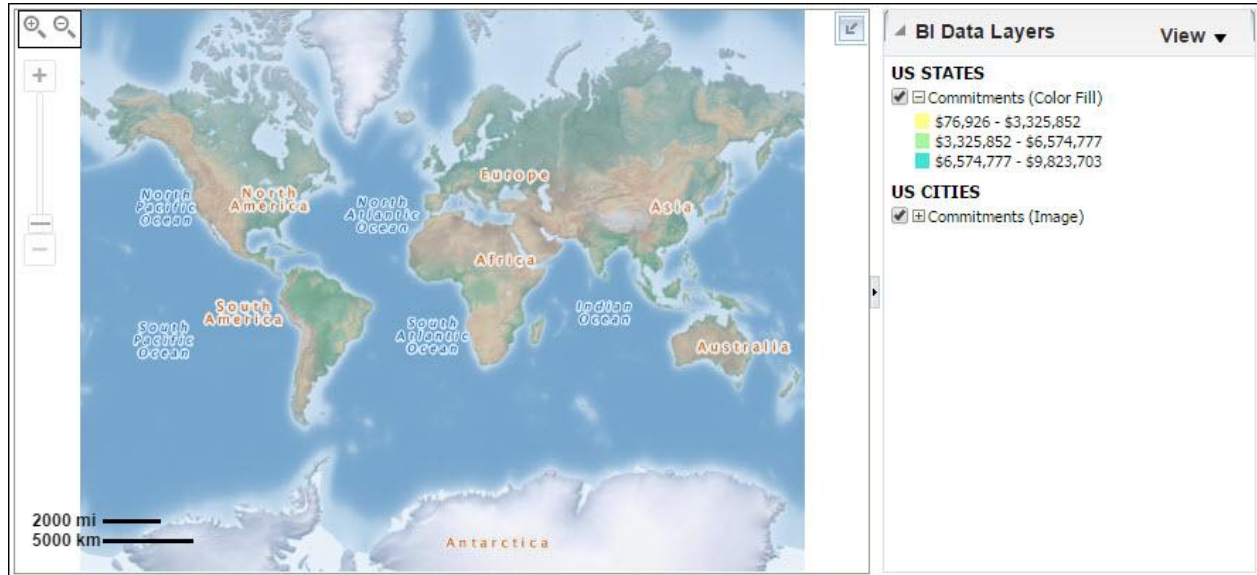 BI Data Layers
View
US STATES
Commitments (Color Fill)
$76,926 - $3,325,852
$3,325,852 - $6,574,777
$6,574,777 - $9,823,703
US CITIES
Commitments (Image)
Europe
North
Pacific
Ocean
North
America
North
Atlantic
Ocean
Asia
Africa
South
America
Indian
Ocean
South
Pacific
Ocean
South
Atlantic
Ocean
Australia
2000 mi
5000 km
Antarctica